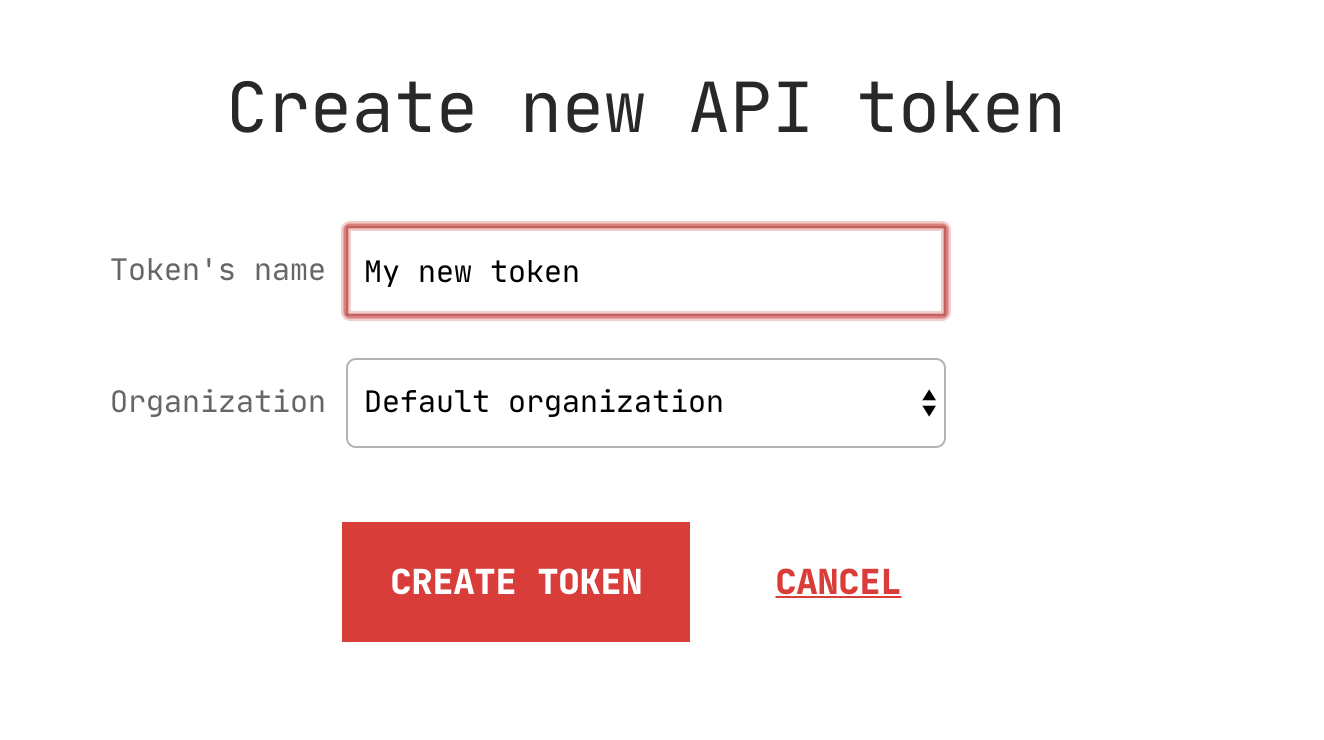 Create new API token
Token's name My new token
Organization Default organization
CREATE TOKEN CANCEL